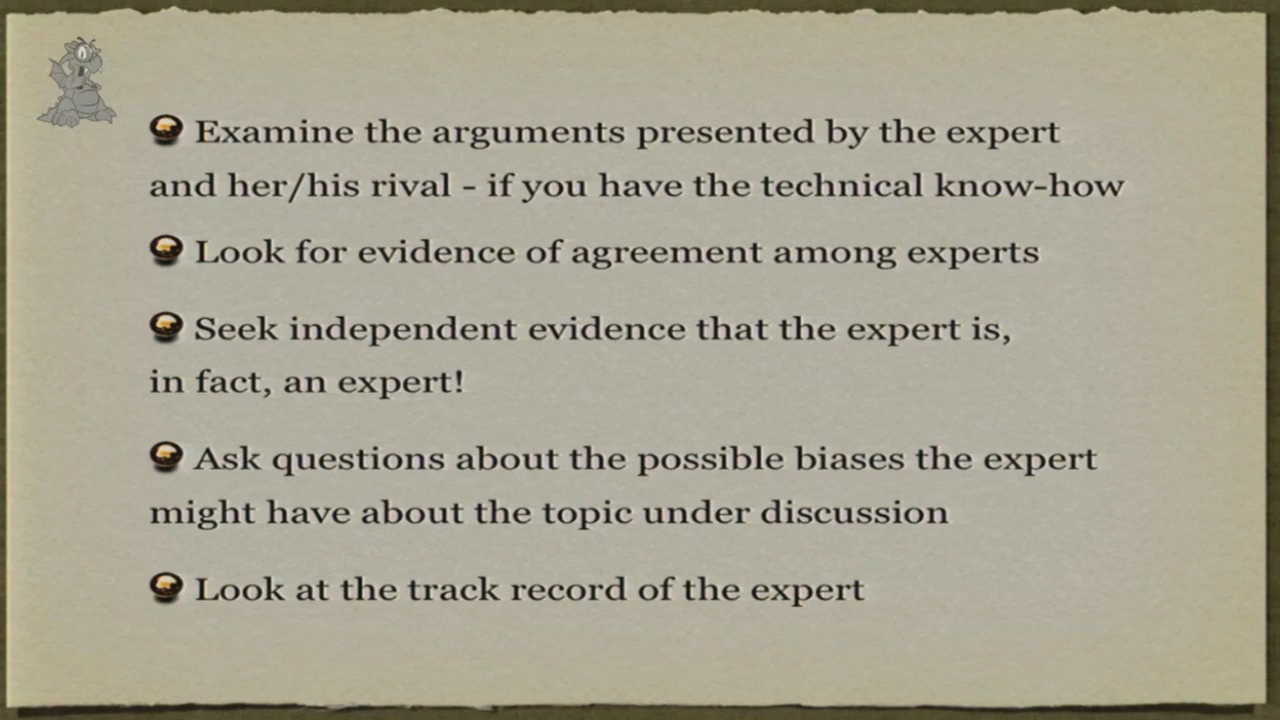 Examine the arguments presented by the expert
and her/his rival - if you have the technical know-how
Look for evidence of agreement among experts
Seek independent evidence that the expert is,
in fact, an expert!
Ask questions about the possible biases the expert
might have about the topic under discussion
Look at the track record of the expert